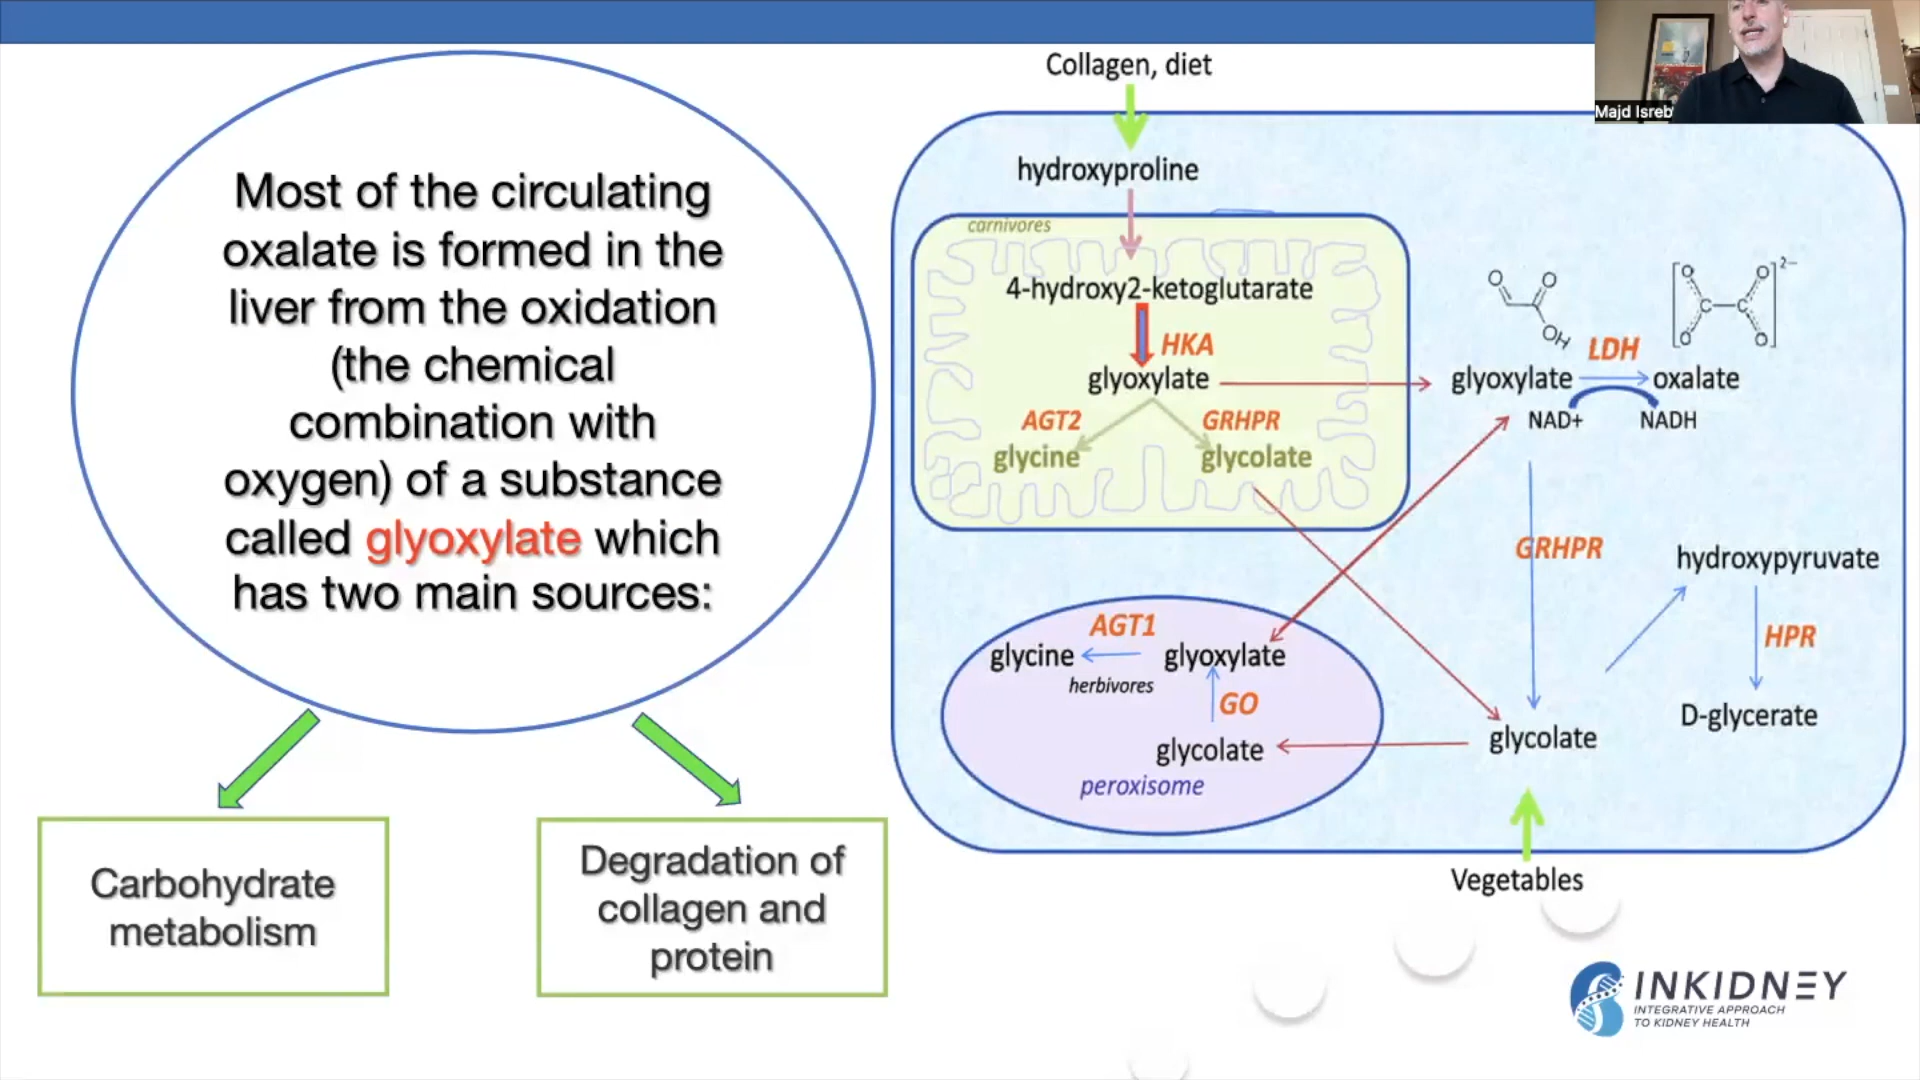 Most of the circulating
oxalate is formed in the
liver from the oxidation
(the chemical
combination with
oxygen) of a substance
called glyoxylate which
has two main sources:
Carbohydrate
metabolism
Degradation of
collagen and
protein
Collagen, diet
hydroxyproline
carnivores
4-hydroxy2-ketoglutarate
HKA
glyoxylate
AGT2
GRHPR
glycine
glycolate
O
O
OH
glyoxylate
LDH
oxalate
NAD+
NADH
O
O
C
C
O
O
2-
GRHPR
hydroxypyruvate
HPR
D-glycerate
glycolate
AGT1
glycine
glyoxylate
herbivores
GO
glycolate
peroxisome
Vegetables
Majd Isreb
INKIDNEY
INTEGRATIVE APPROACH
TO KIDNEY HEALTH